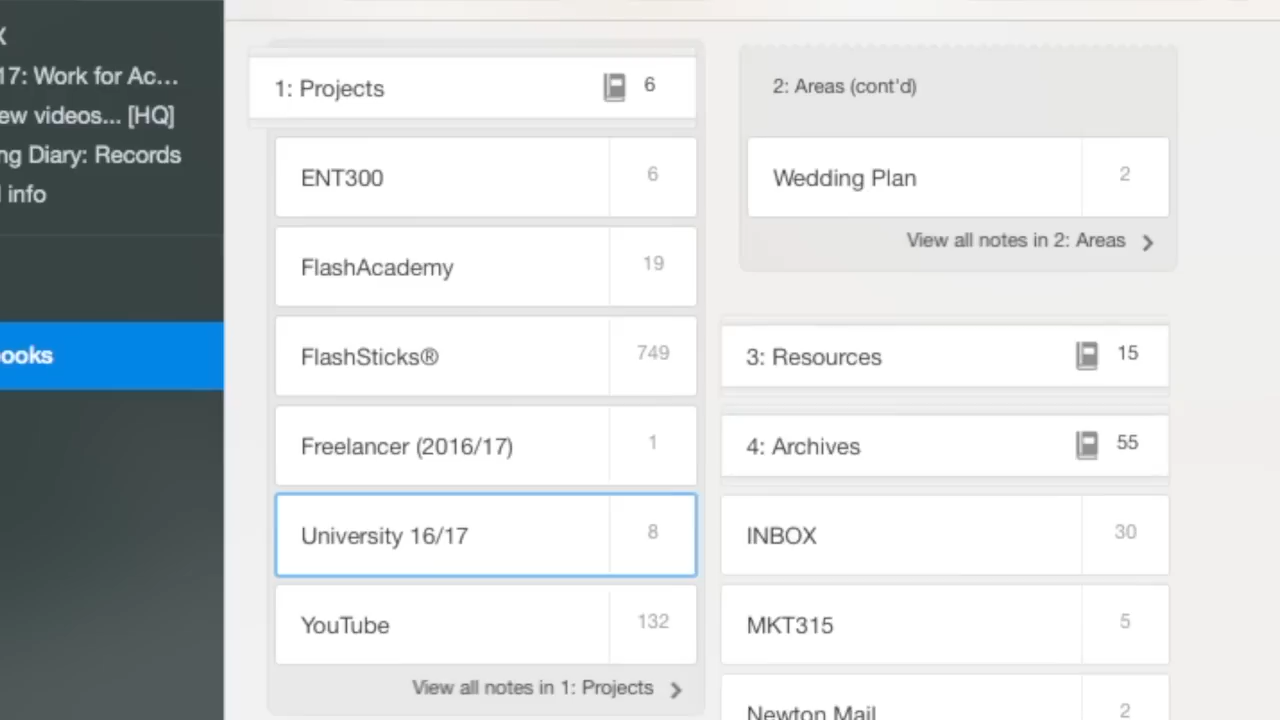 X
17: Work for Ac...
ew videos... [HQ]
ng Diary: Records
info
ooks
1: Projects 6
ENT300 6
FlashAcademy 19
FlashSticks® 749
Freelancer (2016/17) 1
University 16/17 8
YouTube 132
View all notes in 1: Projects
2: Areas (cont'd)
Wedding Plan 2
View all notes in 2: Areas
3: Resources 15
4: Archives 55
INBOX 30
MKT315 5
Newton Mail 2